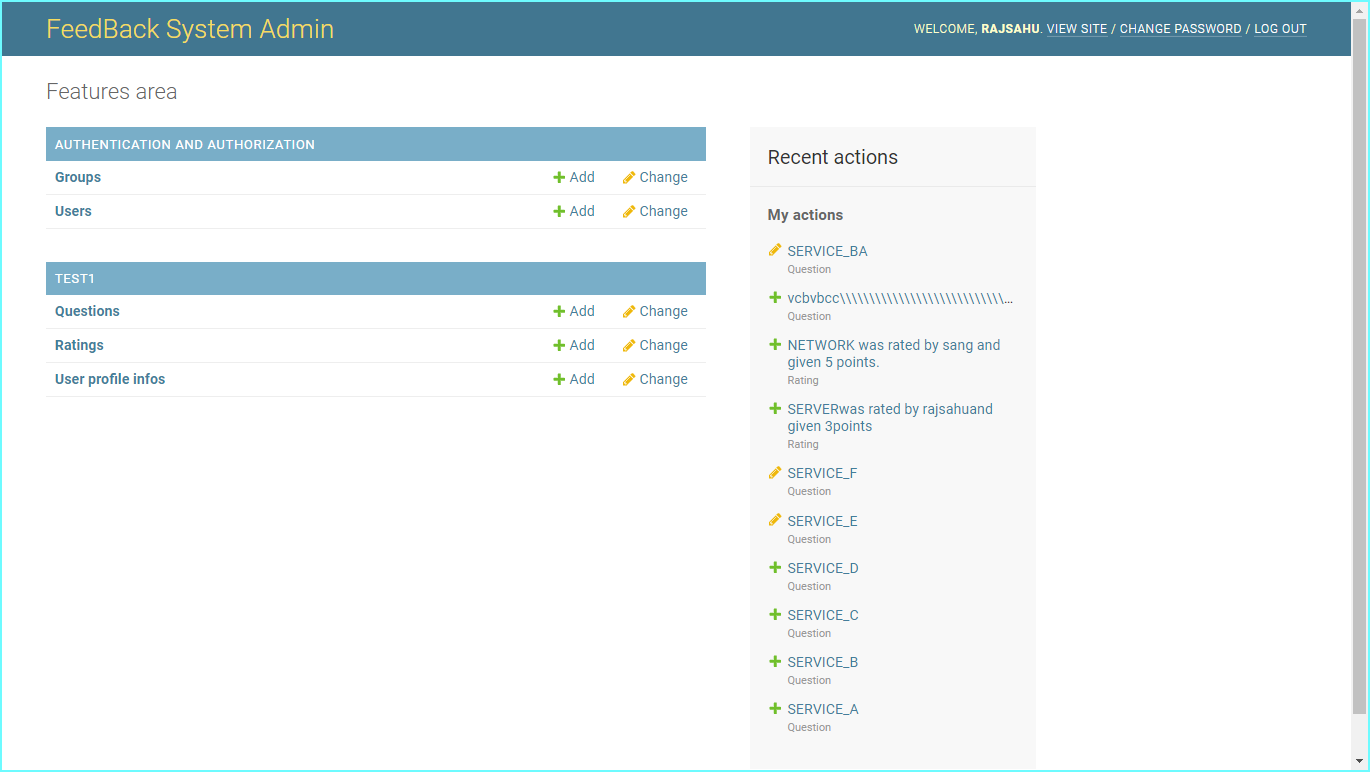 FeedBack System Admin
WELCOME, RAJSAHU. VIEW SITE / CHANGE PASSWORD / LOG OUT
Features area
AUTHENTICATION AND AUTHORIZATION
Groups Add Change
Users Add Change
TEST1
Questions Add Change
Ratings Add Change
User profile infos Add Change
Recent actions
My actions
SERVICE_BA
Question
vcbvbcc\\\\\\\\\\\\\\\\\\\\\\\\\\\\...
Question
NETWORK was rated by sang and
given 5 points.
Rating
SERVERwas rated by rajsahuand
given 3points
Rating
SERVICE_F
Question
SERVICE_E
Question
SERVICE_D
Question
SERVICE_C
Question
SERVICE_B
Question
SERVICE_A
Question